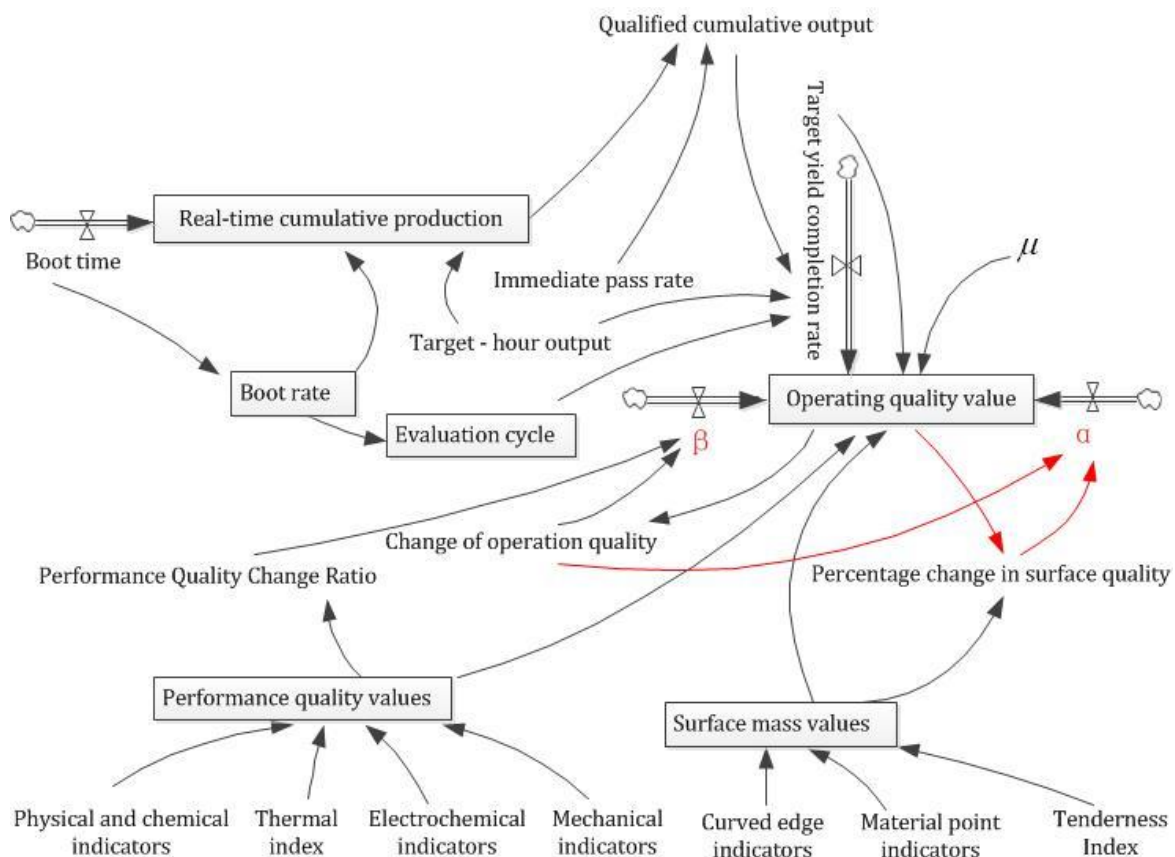 Qualified cumulative output
Target yield completion rate
Real-time cumulative production
Boot time
Immediate pass rate
μ
Target - hour output
Boot rate
Operating quality value
Evaluation cycle
β
α
Change of operation quality
Performance Quality Change Ratio
Percentage change in surface quality
Performance quality values
Surface mass values
Physical and chemical
indicators
Thermal
index
Electrochemical
indicators
Mechanical
indicators
Curved edge
indicators
Material point
indicators
Tenderness
Index